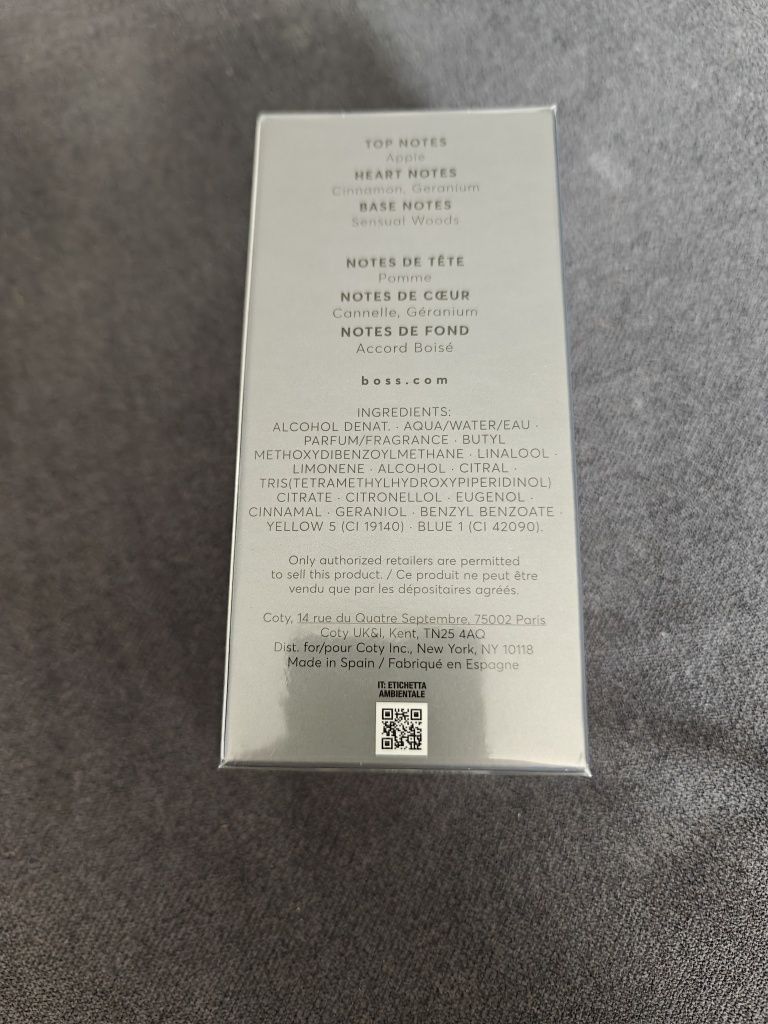 TOP NOTES
Apple
HEART NOTES
Cinnamon, Geranium
BASE NOTES
Sensual Woods
NOTES DE TÊTE
Pomme
NOTES DE CŒUR
Cannelle, Géranium
NOTES DE FOND
Accord Boisé
boss.com
INGREDIENTS:
ALCOHOL DENAT. · AQUA/WATER/EAU ·
PARFUM/FRAGRANCE · BUTYL
METHOXYDIBENZOYLMETHANE · LINALOOL ·
LIMONENE · ALCOHOL · CITRAL ·
TRIS(TETRAMETHYLHYDROXYPIPERIDINOL)
CITRATE · CITRONELLOL · EUGENOL ·
CINNAMAL · GERANIOL · BENZYL BENZOATE ·
YELLOW 5 (CI 19140) · BLUE 1 (CI 42090).
Only authorized retailers are permitted
to sell this product. / Ce produit ne peut être
vendu que par les dépositaires agréés.
Coty, 14 rue du Quatre Septembre, 75002 Paris
Coty UK&I, Kent, TN25 4AQ
Dist. for/pour Coty Inc., New York, NY 10118
Made in Spain / Fabriqué en Espagne
IT: ETICHETTA
AMBIENTALE